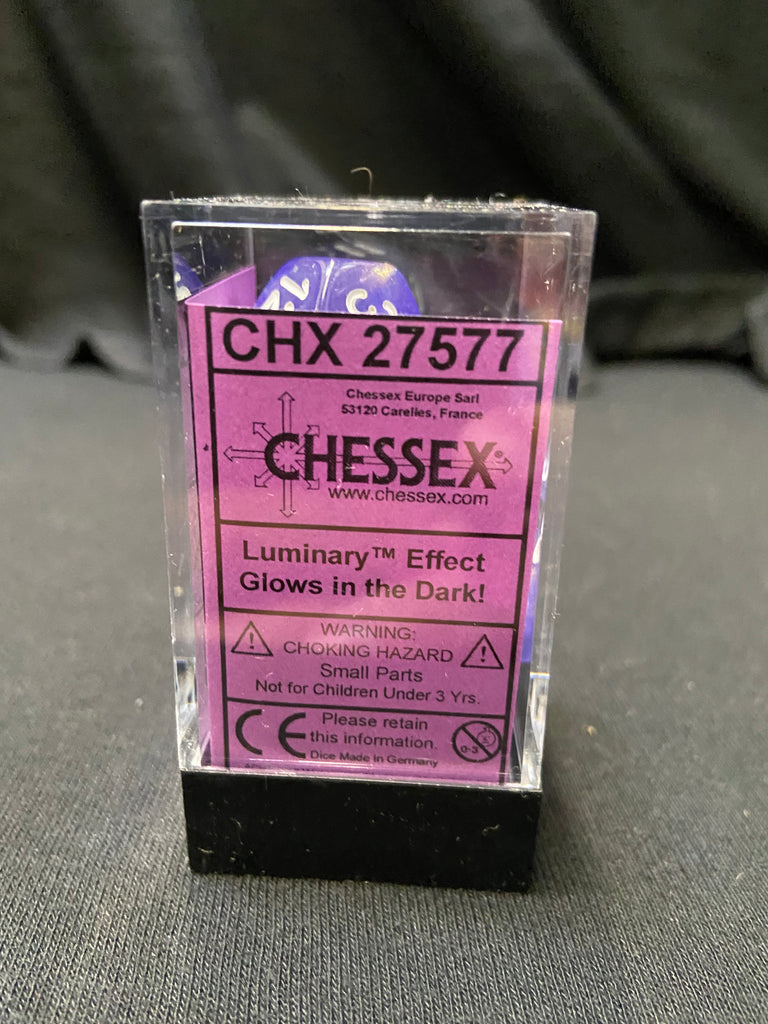 CHX 27577
Chessex Europe Sarl
53120 Carelles, France
CHESSEX
www.chessex.com
Luminary™ Effect
Glows in the Dark!
WARNING:
CHOKING HAZARD
Small Parts
Not for Children Under 3 Yrs.
CE
Please retain
this information.
0-3
Dice Made in Germany